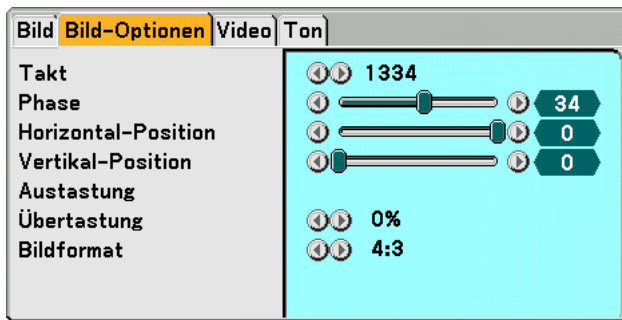 Bild Bild-Optionen Video Ton
Takt 1334
Phase 34
Horizontal-Position 0
Vertikal-Position 0
Austastung
Übertastung 0%
Bildformat 4:3